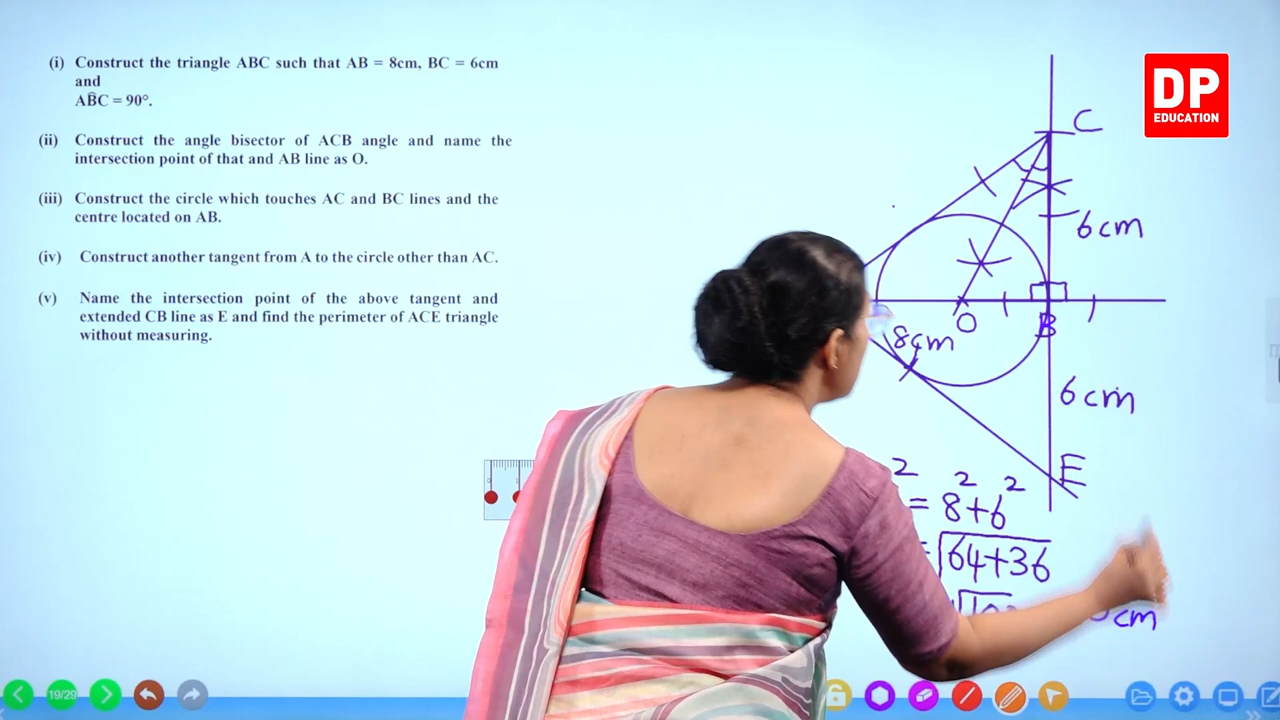 (i) Construct the triangle ABC such that AB = 8cm, BC = 6cm
and
AB̂C = 90°.
(ii) Construct the angle bisector of ACB angle and name the
intersection point of that and AB line as O.
(iii) Construct the circle which touches AC and BC lines and the
centre located on AB.
(iv) Construct another tangent from A to the circle other than AC.
(v) Name the intersection point of the above tangent and
extended CB line as E and find the perimeter of ACE triangle
without measuring.
DP
EDUCATION
C
6cm
O
B
8cm
6cm
E
² = 8²+6²
=√64+36
cm
19/29